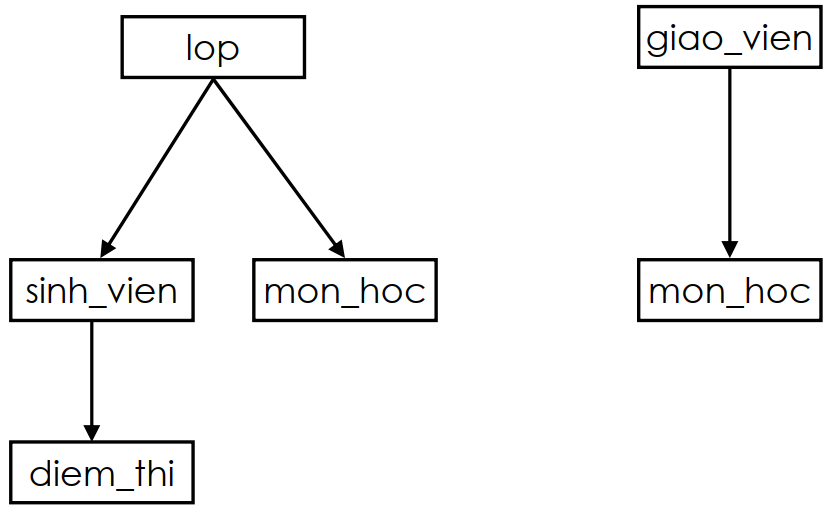 lop
giao_vien
sinh_vien
mon_hoc
mon_hoc
diem_thi